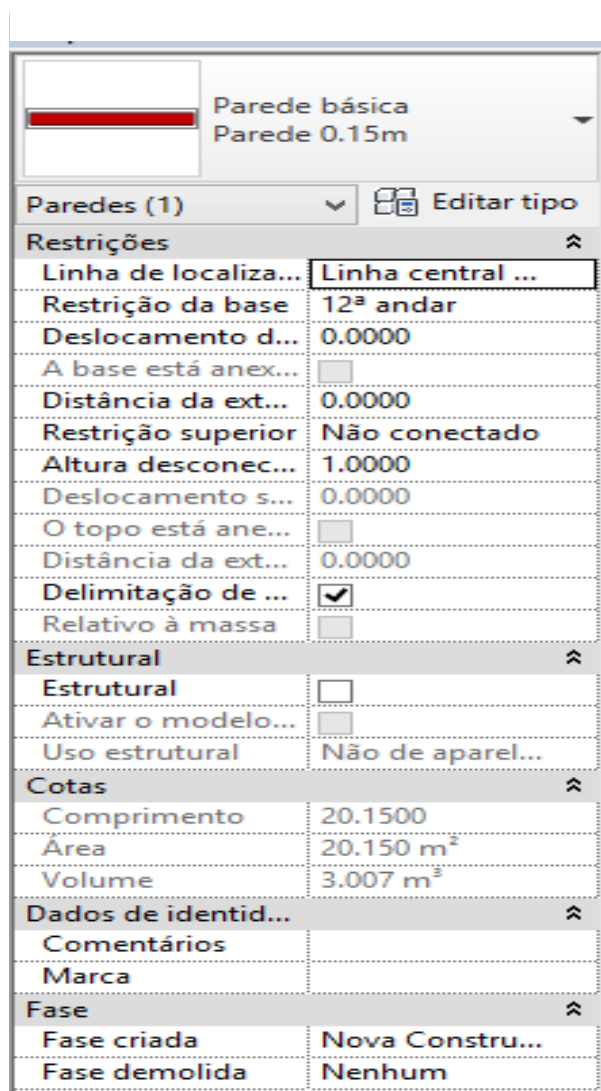 Parede básica
Parede 0.15m
Paredes (1) Editar tipo
Restrições
Linha de localiza... Linha central ...
Restrição da base 12ª andar
Deslocamento d... 0.0000
A base está anex...
Distância da ext... 0.0000
Restrição superior Não conectado
Altura desconec... 1.0000
Deslocamento s... 0.0000
O topo está ane...
Distância da ext... 0.0000
Delimitação de ...
Relativo à massa
Estrutural
Estrutural
Ativar o modelo...
Uso estrutural Não de aparel...
Cotas
Comprimento 20.1500
Área 20.150 m²
Volume 3.007 m³
Dados de identid...
Comentários
Marca
Fase
Fase criada Nova Constru...
Fase demolida Nenhum